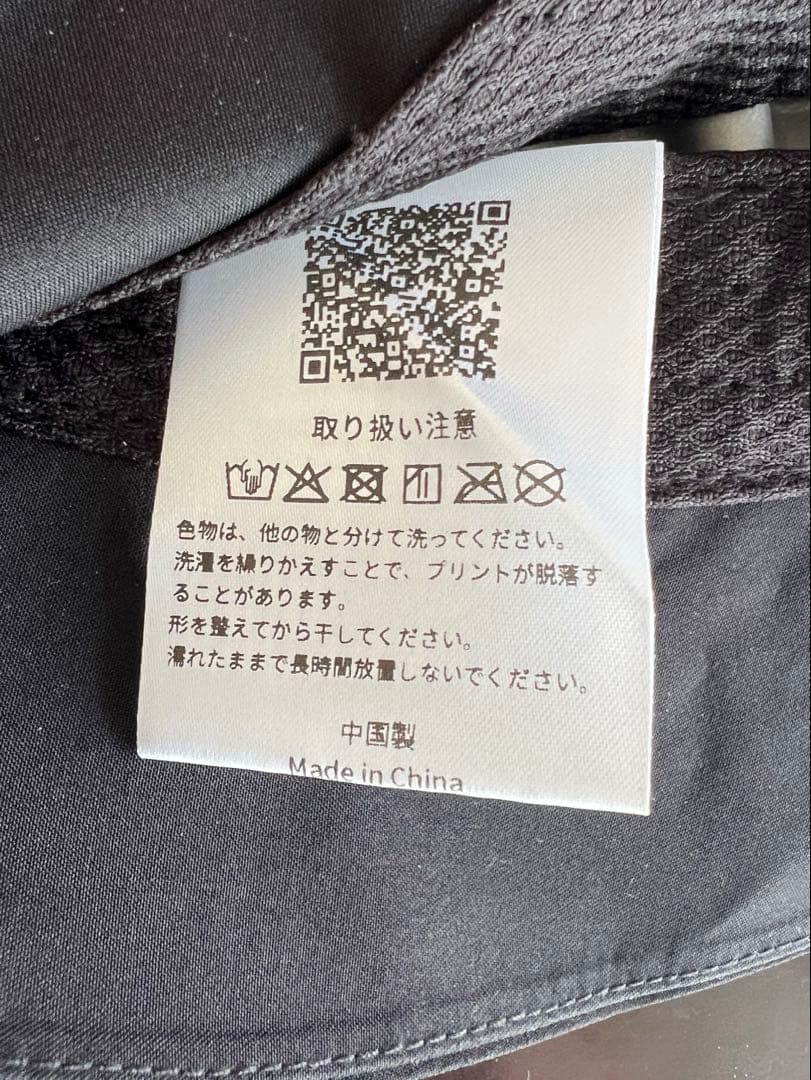 取り扱い注意
色物は、他の物と分けて洗ってください。
洗濯を繰りかえすことで、プリントが脱落す
ることがあります。
形を整えてから干してください。
濡れたままで長時間放置しないでください。
中国製
Made in China